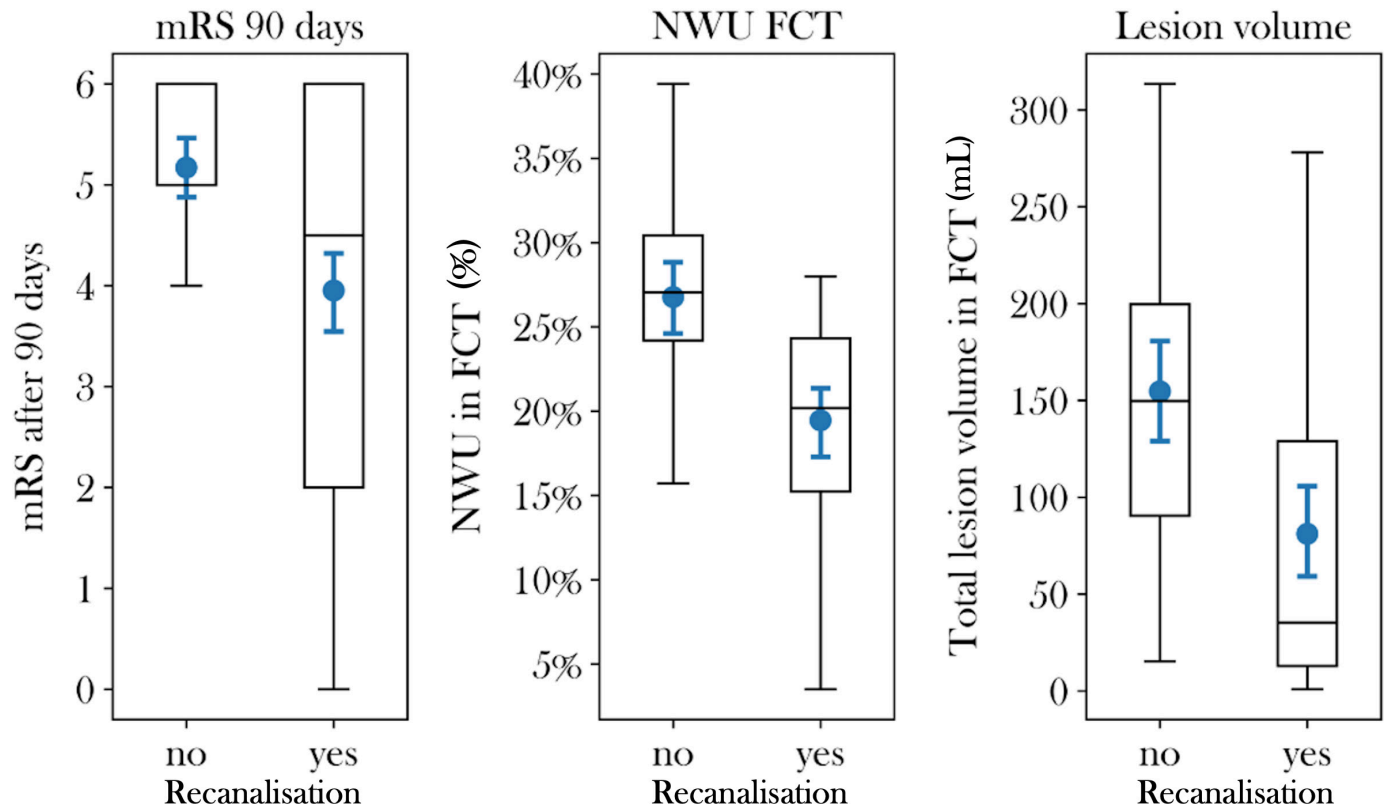 mRS 90 days
mRS after 90 days
6
5
4
3
2
1
0
no yes
Recanalisation
NWU FCT
NWU in FCT (%)
40%
35%
30%
25%
20%
15%
10%
5%
no yes
Recanalisation
Lesion volume
Total lesion volume in FCT (mL)
300
250
200
150
100
50
0
no yes
Recanalisation